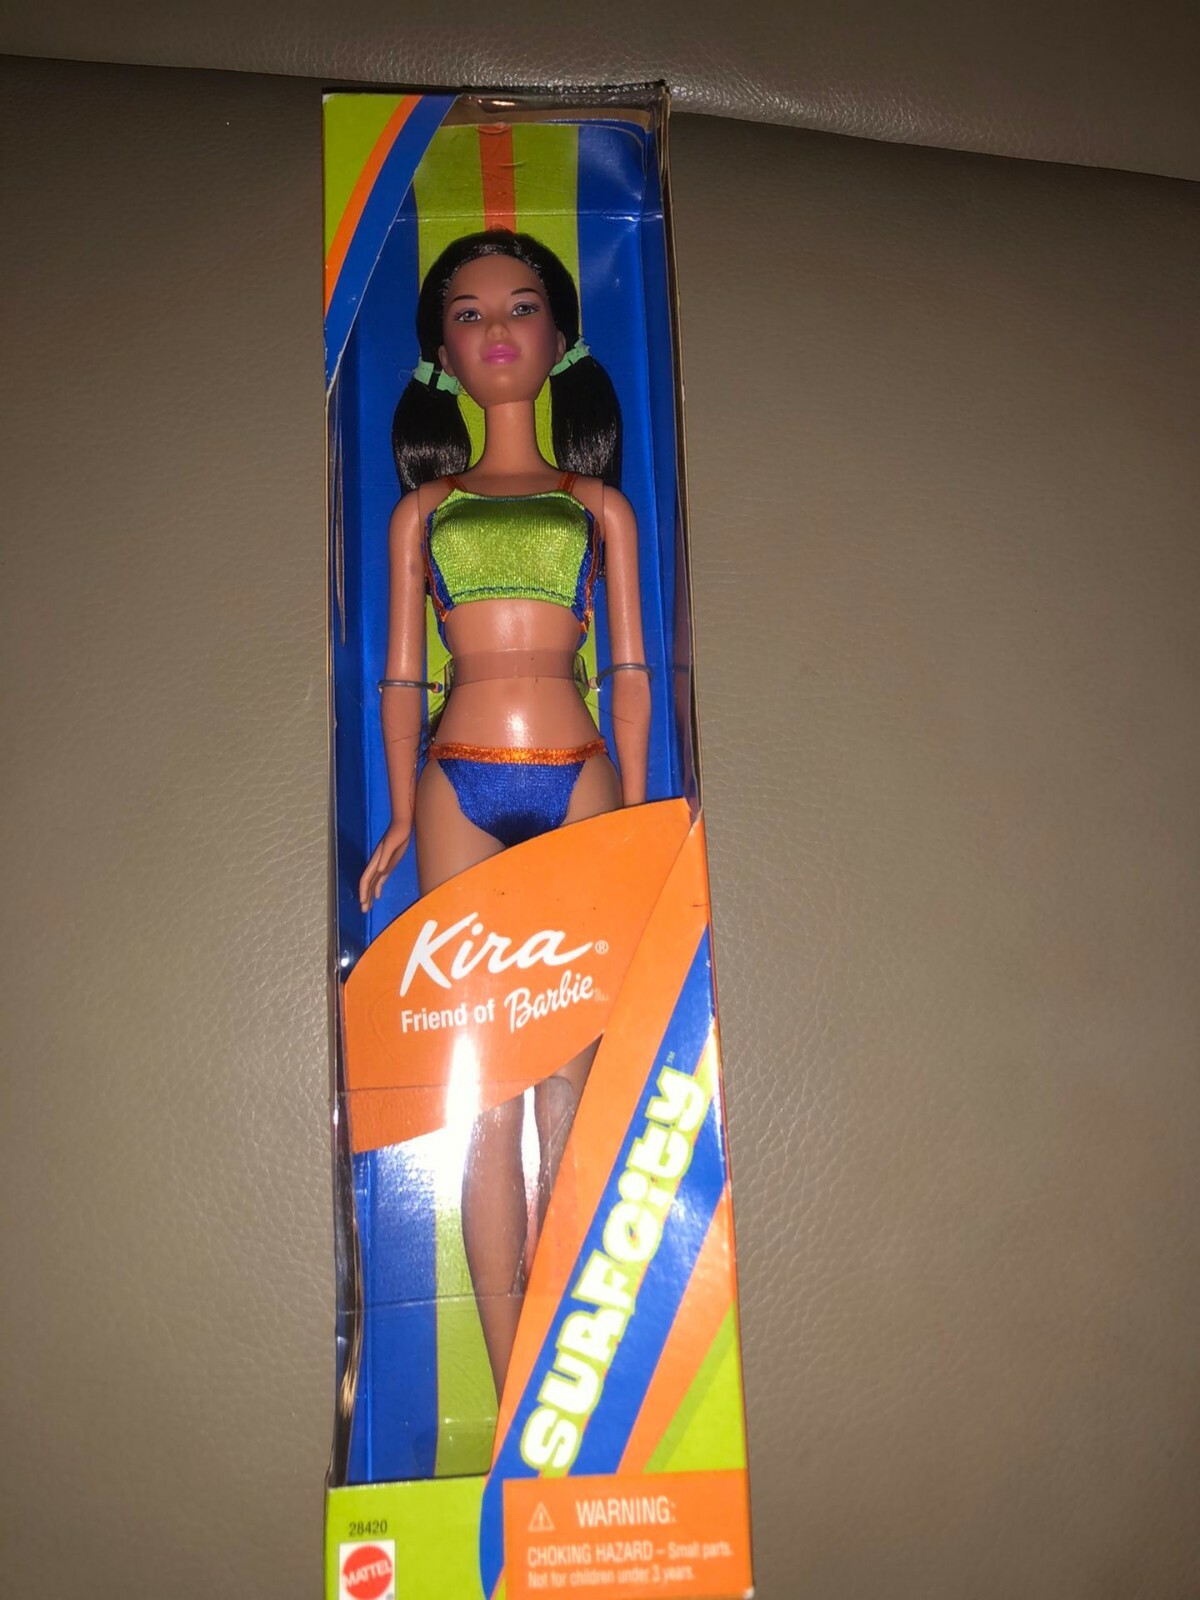 Kira®
Friend of Barbie
SURFCITY™
28420
MATTEL
⚠ WARNING:
CHOKING HAZARD – Small parts.
Not for children under 3 years.